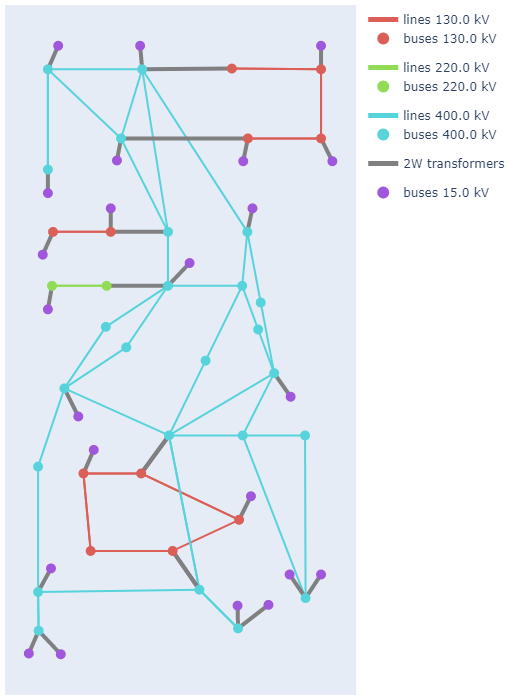 lines 130.0 kV
buses 130.0 kV
lines 220.0 kV
buses 220.0 kV
lines 400.0 kV
buses 400.0 kV
2W transformers
buses 15.0 kV